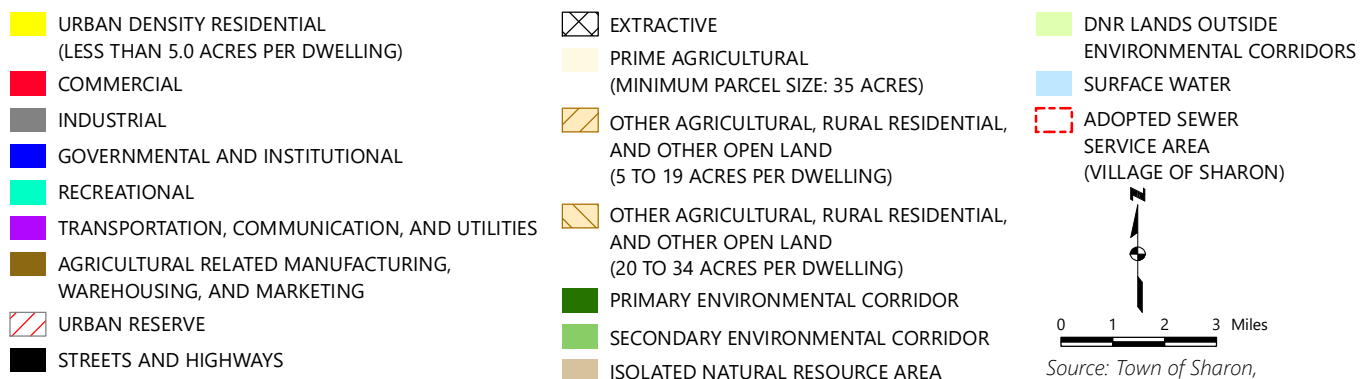 URBAN DENSITY RESIDENTIAL
(LESS THAN 5.0 ACRES PER DWELLING)
COMMERCIAL
INDUSTRIAL
GOVERNMENTAL AND INSTITUTIONAL
RECREATIONAL
TRANSPORTATION, COMMUNICATION, AND UTILITIES
AGRICULTURAL RELATED MANUFACTURING,
WAREHOUSING, AND MARKETING
URBAN RESERVE
STREETS AND HIGHWAYS
EXTRACTIVE
PRIME AGRICULTURAL
(MINIMUM PARCEL SIZE: 35 ACRES)
OTHER AGRICULTURAL, RURAL RESIDENTIAL,
AND OTHER OPEN LAND
(5 TO 19 ACRES PER DWELLING)
OTHER AGRICULTURAL, RURAL RESIDENTIAL,
AND OTHER OPEN LAND
(20 TO 34 ACRES PER DWELLING)
PRIMARY ENVIRONMENTAL CORRIDOR
SECONDARY ENVIRONMENTAL CORRIDOR
ISOLATED NATURAL RESOURCE AREA
DNR LANDS OUTSIDE
ENVIRONMENTAL CORRIDORS
SURFACE WATER
ADOPTED SEWER
SERVICE AREA
(VILLAGE OF SHARON)
N
0 1 2 3 Miles
Source: Town of Sharon,